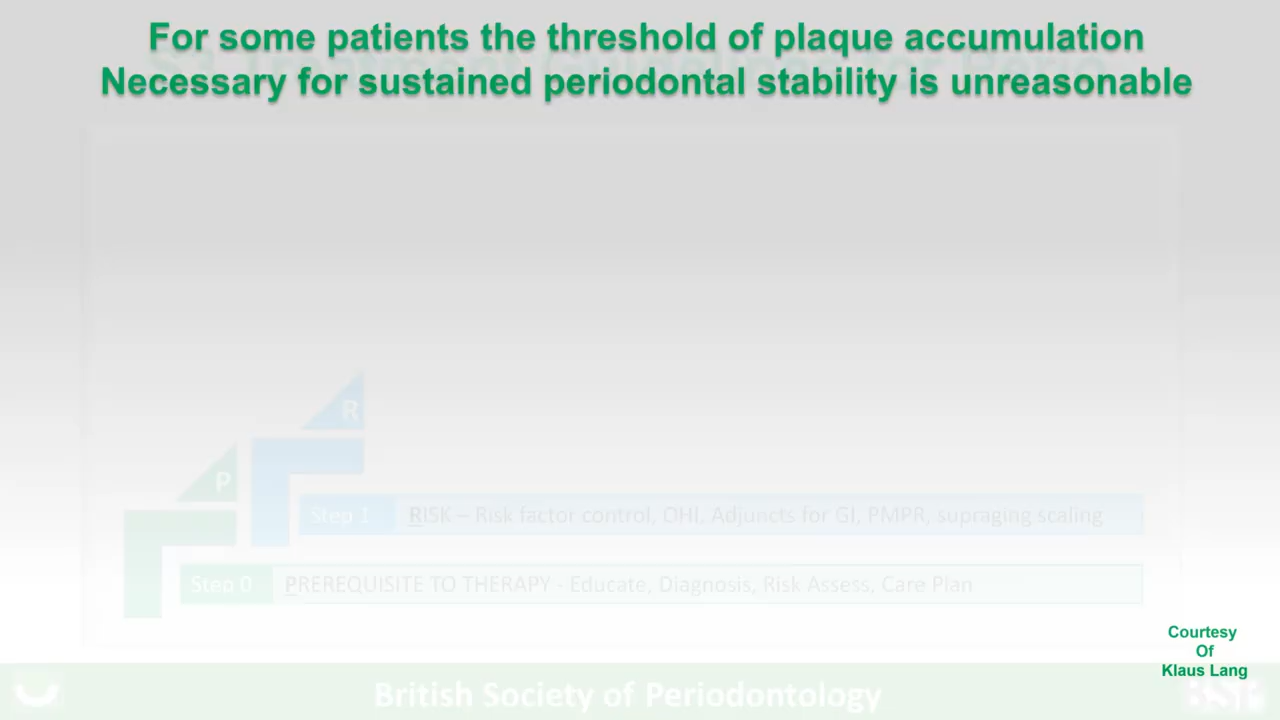 For some patients the threshold of plaque accumulation
Necessary for sustained periodontal stability is unreasonable
R
P
Step 1 RISK – Risk factor control, OHI, Adjuncts for GI, PMPR, supraging scaling
Step 0 PREREQUISITE TO THERAPY - Educate, Diagnosis, Risk Assess, Care Plan
Courtesy
Of
Klaus Lang
British Society of Periodontology